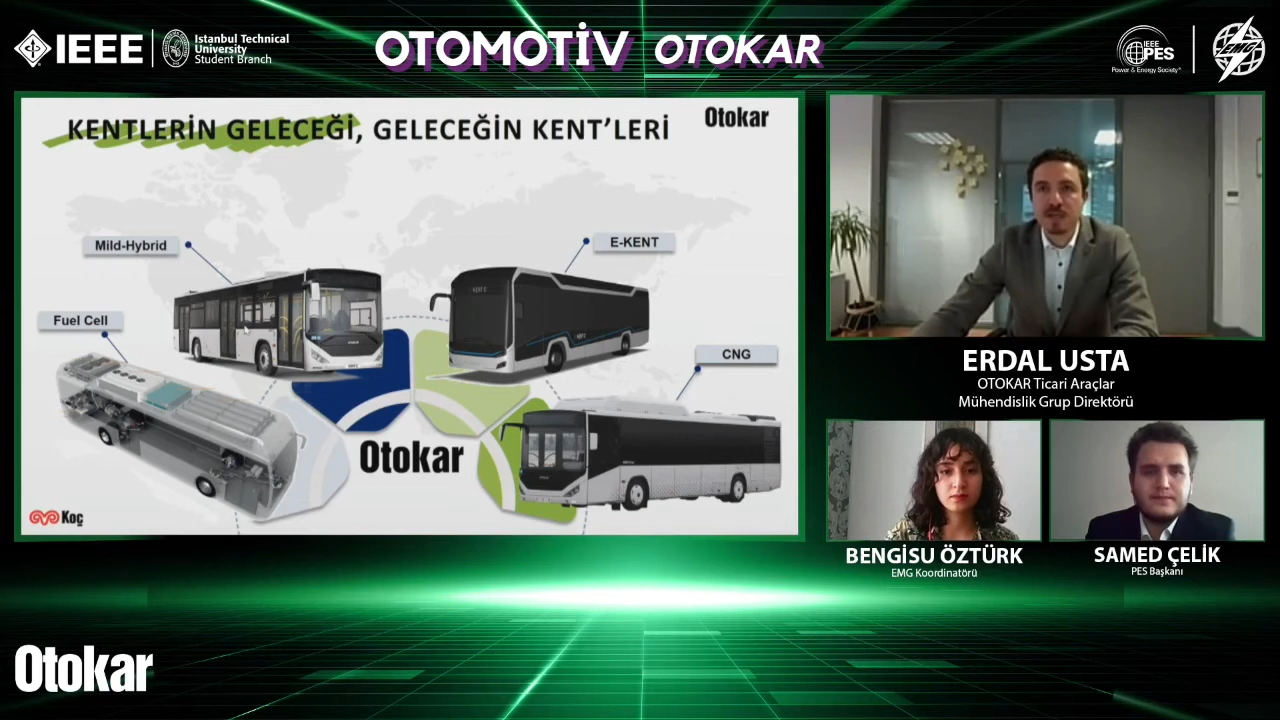 IEEE
Istanbul Technical
University
Student Branch
OTOMOTİV OTOKAR
IEEE
PES
Power & Energy Society®
EMG
KENTLERİN GELECEĞİ, GELECEĞİN KENT'LERİ
Otokar
Mild-Hybrid
E-KENT
Fuel Cell
CNG
Otokar
Koç
ERDAL USTA
OTOKAR Ticari Araçlar
Mühendislik Grup Direktörü
BENGİSU ÖZTÜRK
EMG Koordinatörü
SAMED ÇELİK
PES Başkanı
Otokar